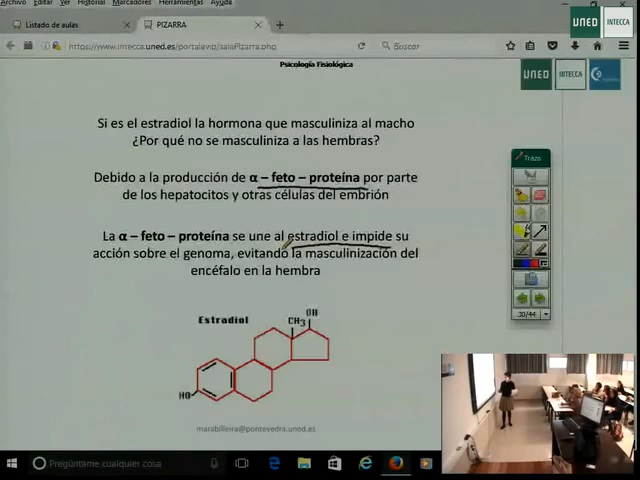 Archivo Editar Ver Historial Marcadores Herramientas Ayuda
Listado de aulas
PIZARRA
https://www.intecca.uned.es/portalavip/salaPizarra.php
Buscar
UNED
INTECCA
Psicología Fisiológica
UNED
INTECCA
Si es el estradiol la hormona que masculiniza al macho
¿Por qué no se masculiniza a las hembras?
Debido a la producción de α – feto – proteína por parte
de los hepatocitos y otras células del embrión
La α – feto – proteína se une al estradiol e impide su
acción sobre el genoma, evitando la masculinización del
encéfalo en la hembra
Estradiol
OH
CH3
HO
marabilleira@pontevedra.uned.es
Trazo
30/44
Pregúntame cualquier cosa